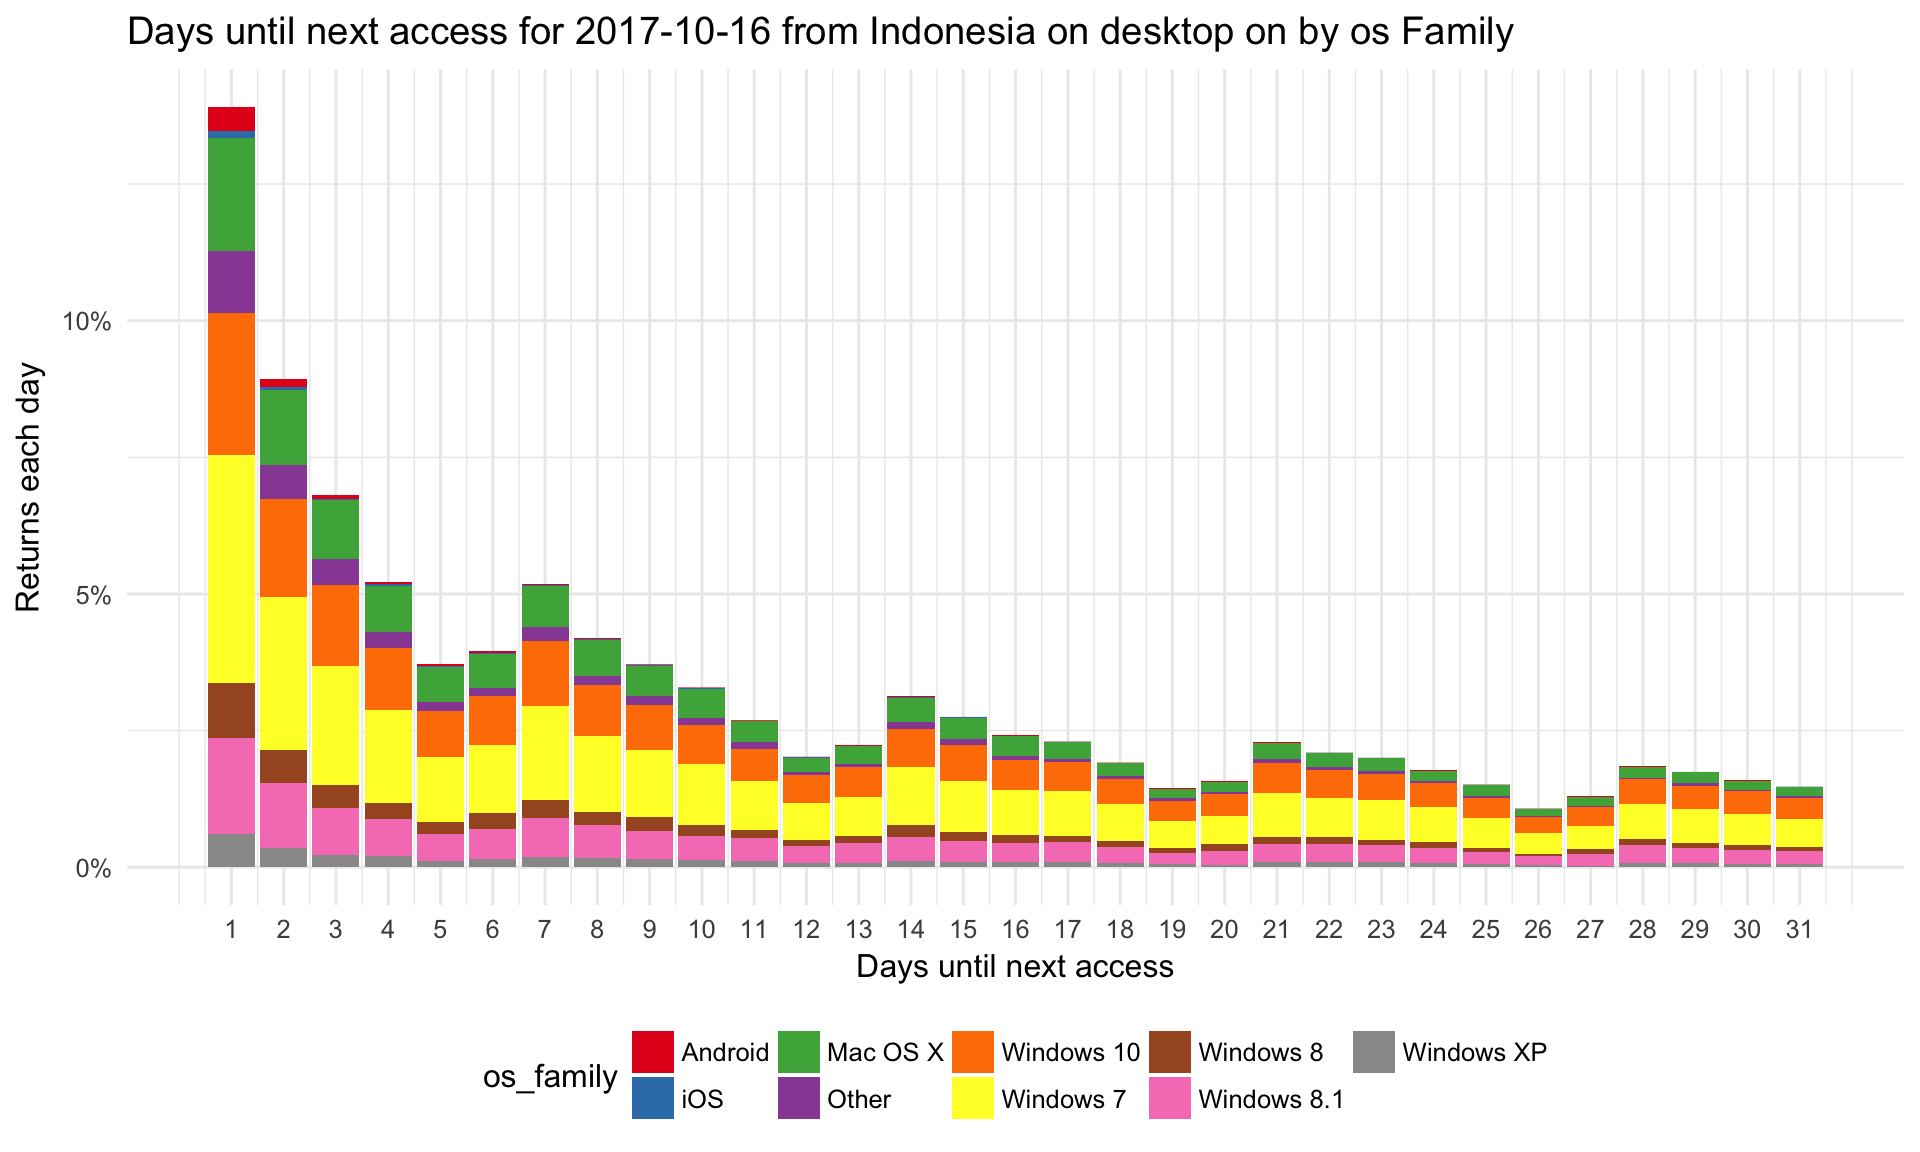 Days until next access for 2017-10-16 from Indonesia on desktop on by os Family
Returns each day
10%
5%
0%
1 2 3 4 5 6 7 8 9 10 11 12 13 14 15 16 17 18 19 20 21 22 23 24 25 26 27 28 29 30 31
Days until next access
os_family
Android Mac OS X Windows 10 Windows 8 Windows XP
iOS Other Windows 7 Windows 8.1